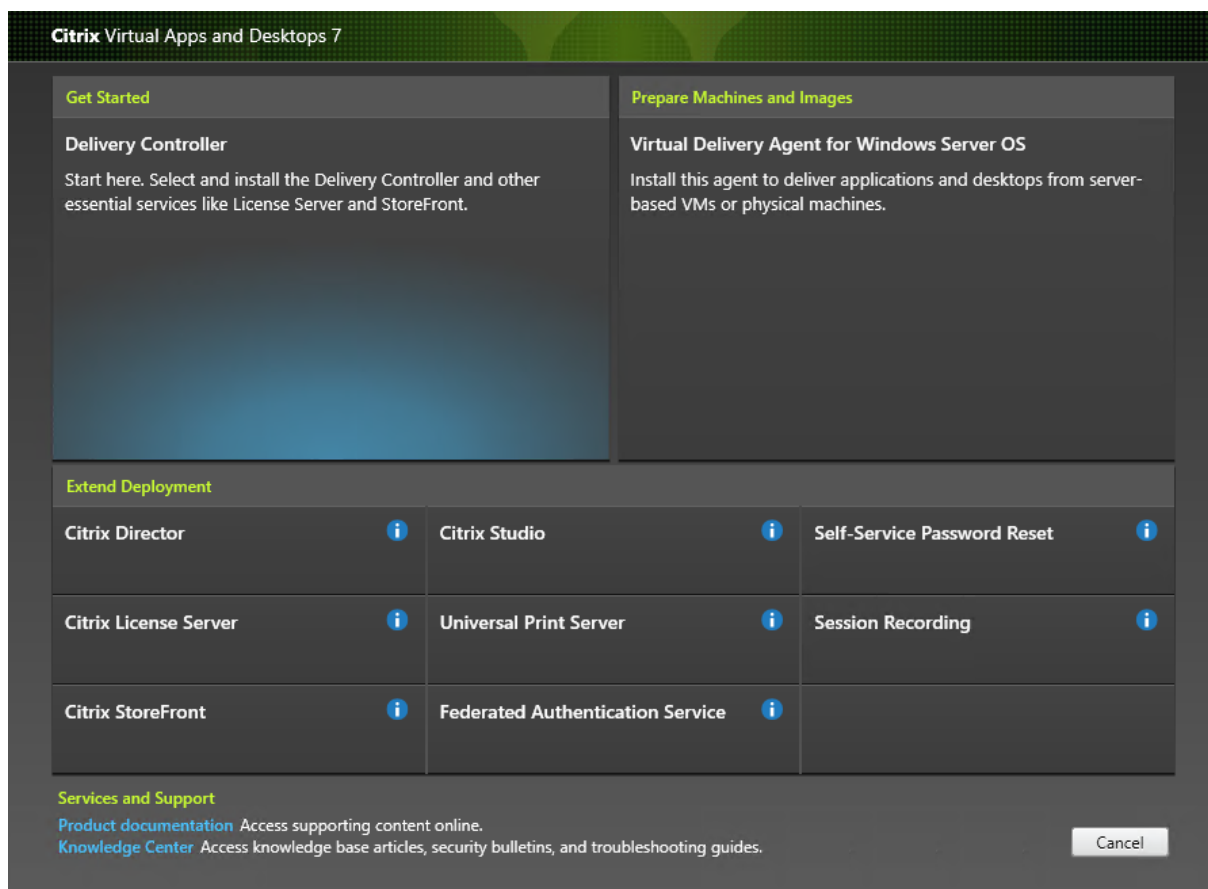 Citrix Virtual Apps and Desktops 7
Get Started
Delivery Controller
Start here. Select and install the Delivery Controller and other
essential services like License Server and StoreFront.
Prepare Machines and Images
Virtual Delivery Agent for Windows Server OS
Install this agent to deliver applications and desktops from server-
based VMs or physical machines.
Extend Deployment
Citrix Director
Citrix Studio
Self-Service Password Reset
Citrix License Server
Universal Print Server
Session Recording
Citrix StoreFront
Federated Authentication Service
Services and Support
Product documentation Access supporting content online.
Knowledge Center Access knowledge base articles, security bulletins, and troubleshooting guides.
Cancel